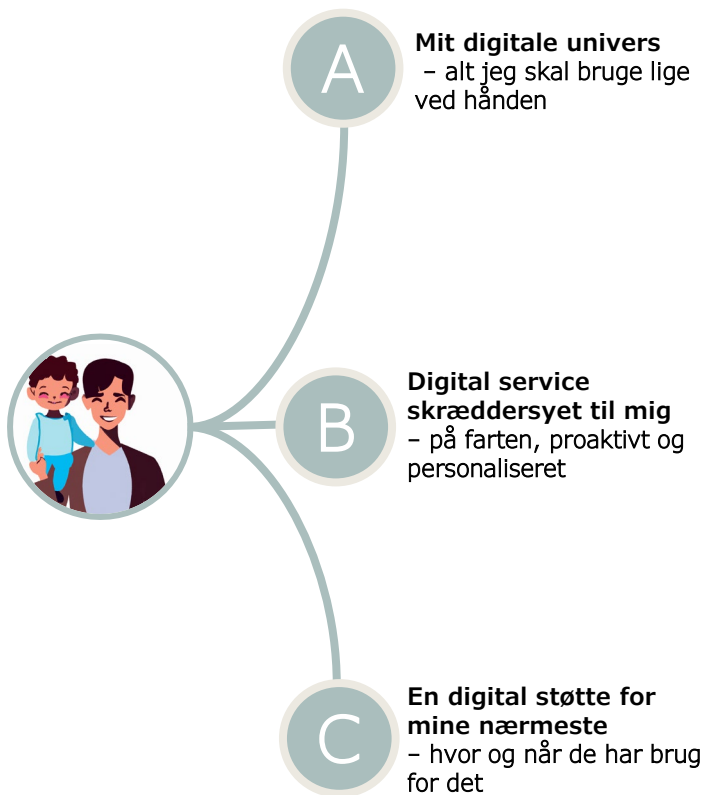 A
Mit digitale univers
– alt jeg skal bruge lige
ved hånden
B
Digital service
skræddersyet til mig
– på farten, proaktivt og
personaliseret
C
En digital støtte for
mine nærmeste
– hvor og når de har brug
for det